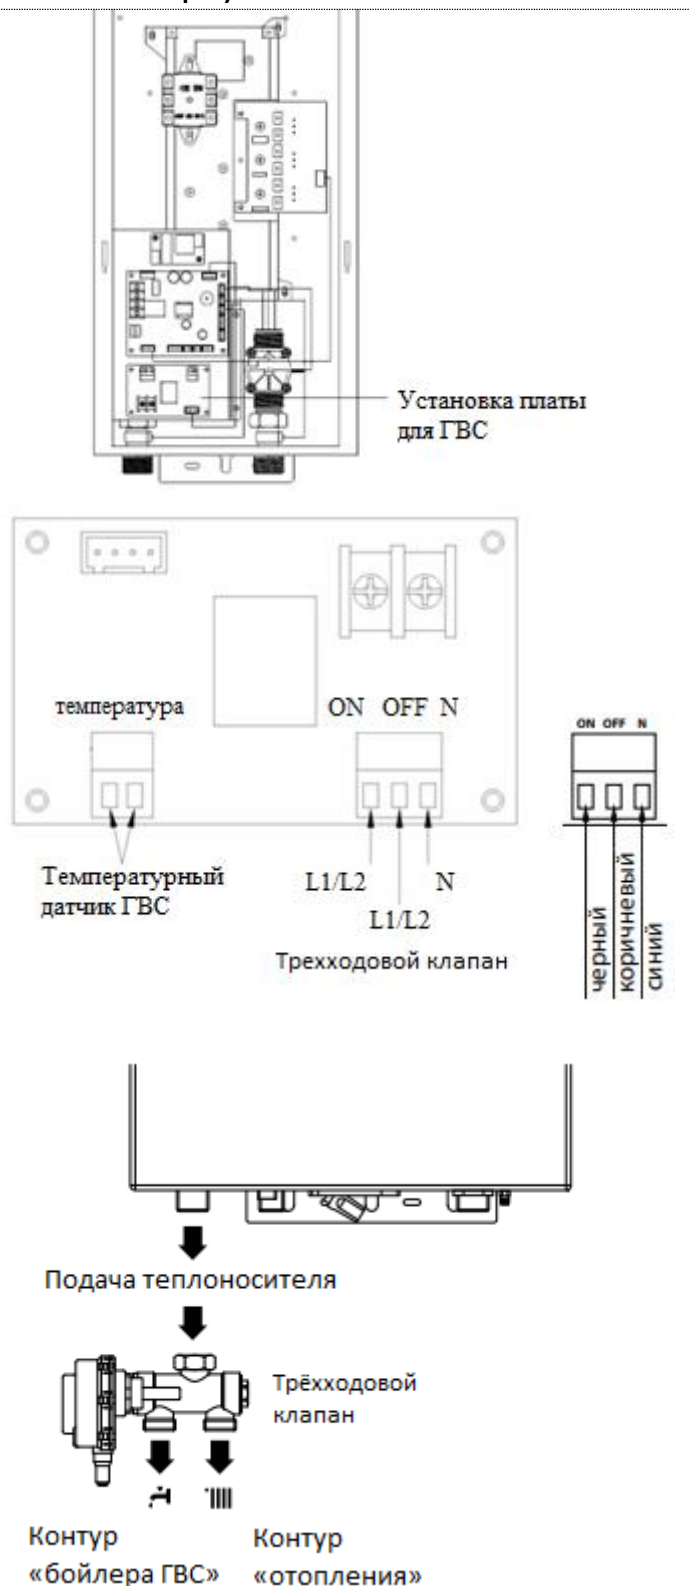 Установка платы
для ГВС
температура
ON OFF N
ON OFF N
Температурный
датчик ГВС
L1/L2
N
L1/L2
Трехходовой клапан
черный
коричневый
синий
Подача теплоносителя
Трёхходовой
клапан
Контур
«бойлера ГВС»
Контур
«отопления»